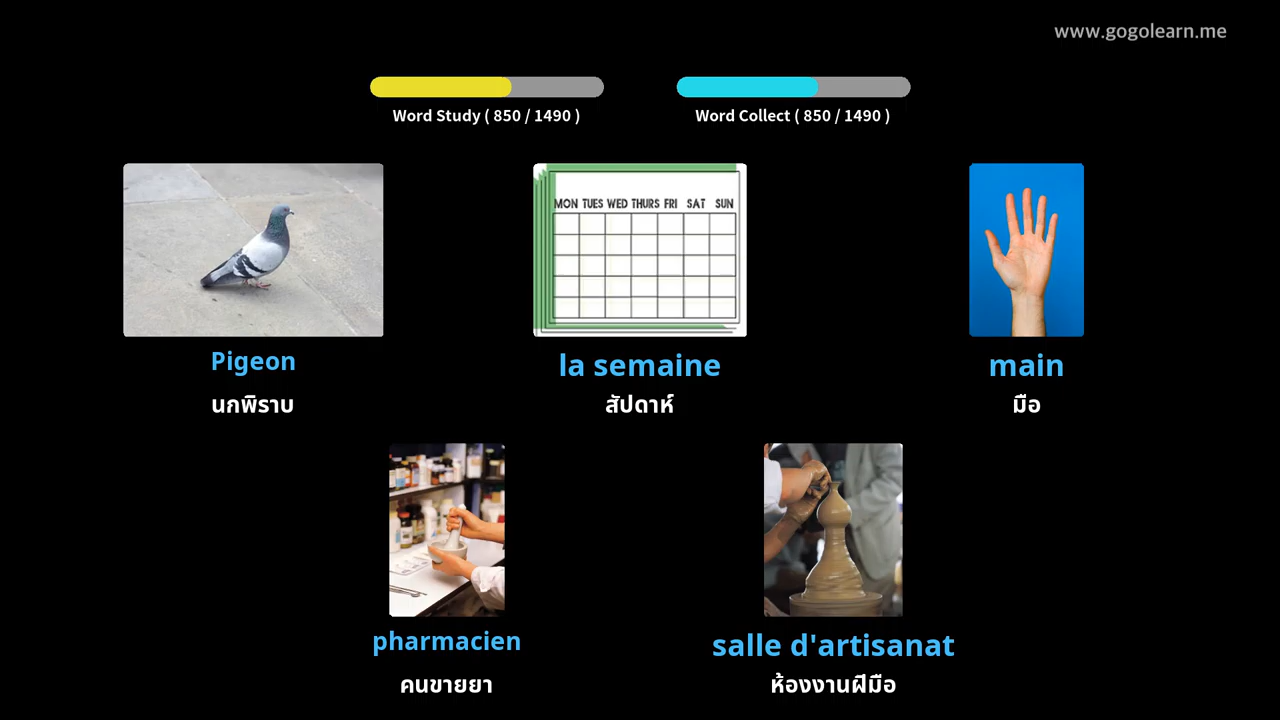 www.gogolearn.me
Word Study ( 850 / 1490 )
Word Collect ( 850 / 1490 )
MON TUES WED THURS FRI SAT SUN
Pigeon
นกพิราบ
la semaine
สัปดาห์
main
มือ
pharmacien
คนขายยา
salle d'artisanat
ห้องงานฝีมือ